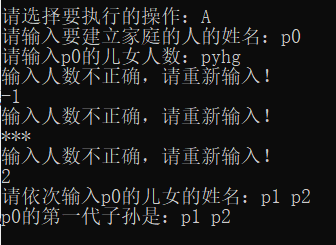 请选择要执行的操作：A
请输入要建立家庭的人的姓名：p0
请输入p0的儿女人数：pyhg
输入人数不正确，请重新输入！
-1
输入人数不正确，请重新输入！
***
输入人数不正确，请重新输入！
2
请依次输入p0的儿女的姓名：p1 p2
p0的第一代子孙是：p1 p2